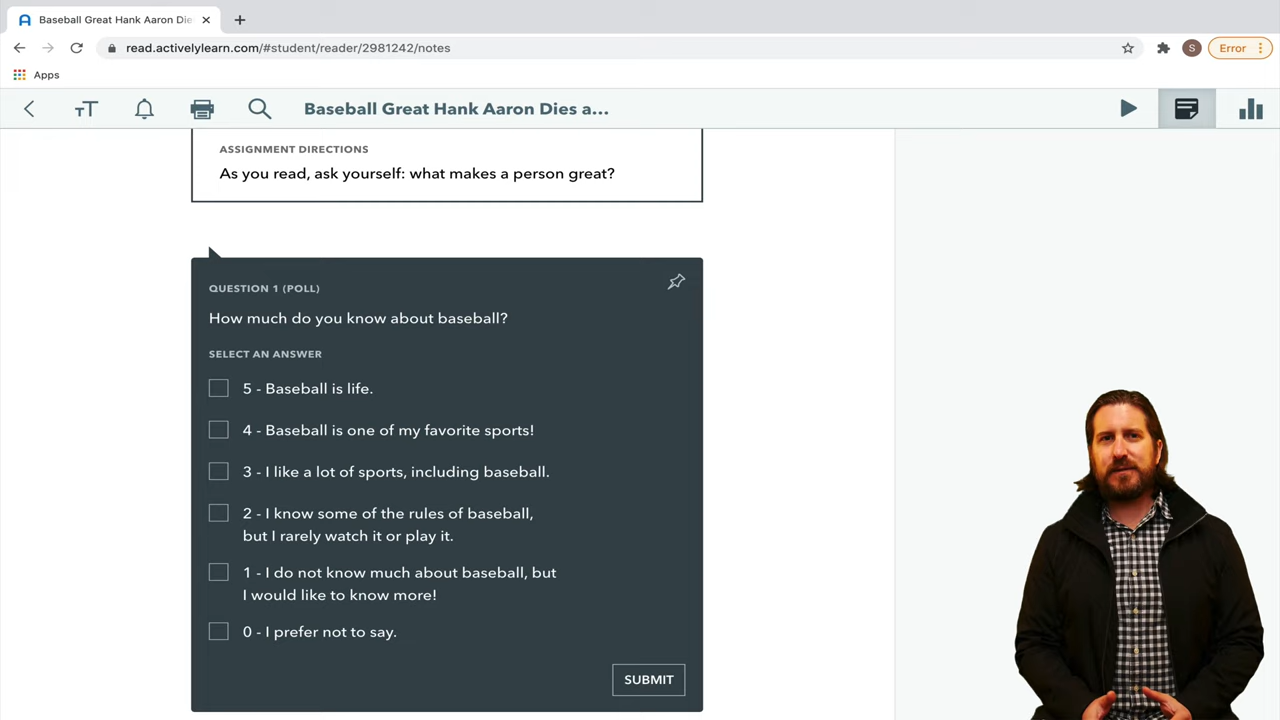 Baseball Great Hank Aaron Die
read.activelylearn.com/#student/reader/2981242/notes
S
Error
Apps
TT
Baseball Great Hank Aaron Dies a...
ASSIGNMENT DIRECTIONS
As you read, ask yourself: what makes a person great?
QUESTION 1 (POLL)
How much do you know about baseball?
SELECT AN ANSWER
5 - Baseball is life.
4 - Baseball is one of my favorite sports!
3 - I like a lot of sports, including baseball.
2 - I know some of the rules of baseball,
but I rarely watch it or play it.
1 - I do not know much about baseball, but
I would like to know more!
0 - I prefer not to say.
SUBMIT